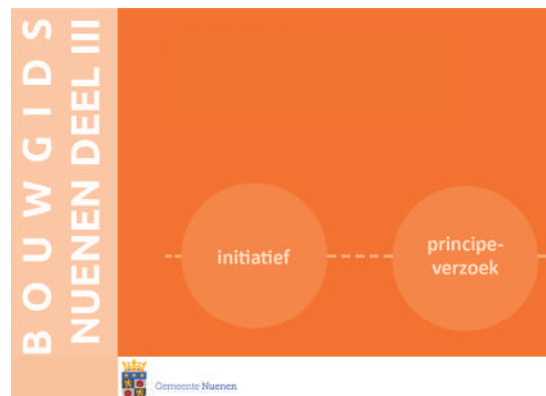 BOUWGIDS
NUENEN DEEL III
initiatief
principe-
verzoek
Gemeente Nuenen